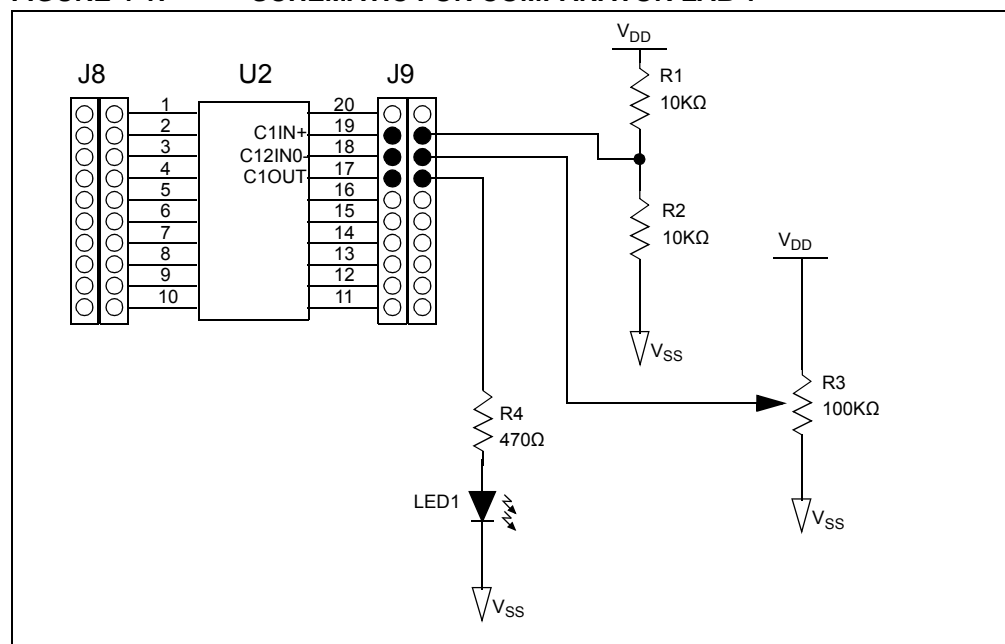 FIGURE SCHEMATIC FOR COMPARATOR LAB
J8 U2 J9
1 20
2 C1IN+ 19
3 C12IN0- 18
4 C1OUT 17
5 16
6 15
7 14
8 13
9 12
10 11
VDD
R1
10KΩ
R2
10KΩ
VSS
VDD
R3
100KΩ
VSS
R4
470Ω
LED1
VSS